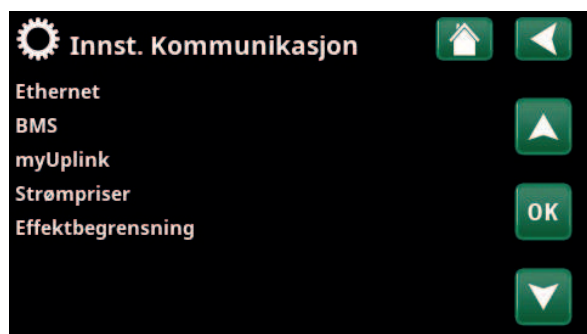 Innst. Kommunikasjon
Ethernet
BMS
myUplink
Strømpriser
OK
Effektbegrensning